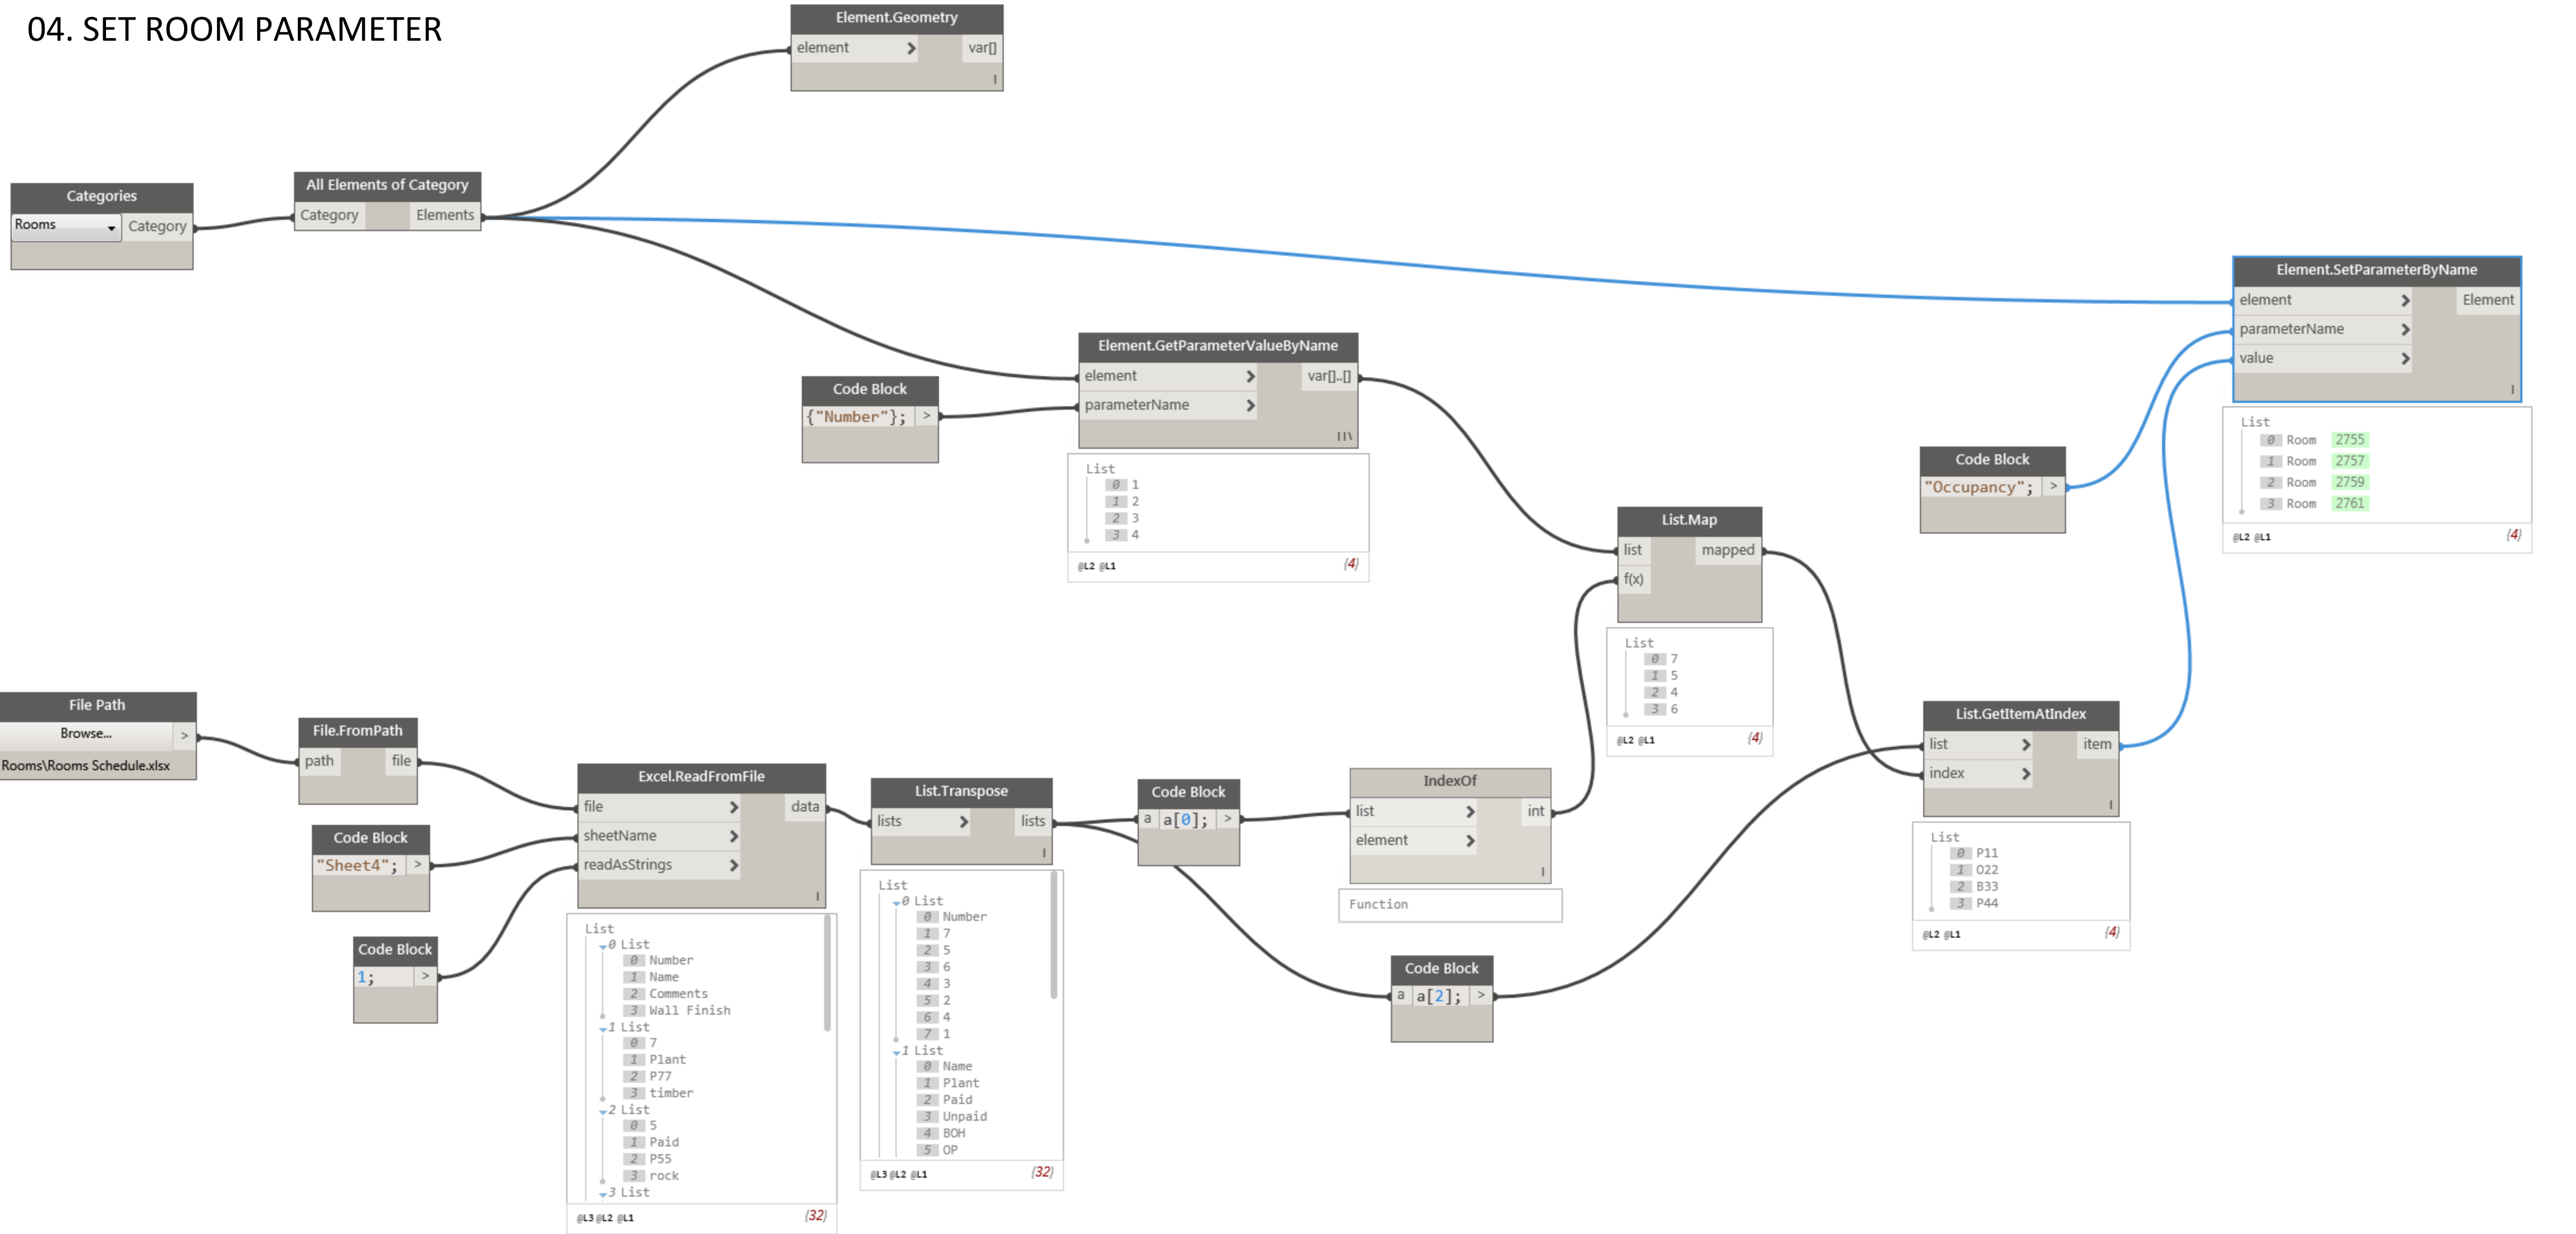 04. SET ROOM PARAMETER
Element.Geometry
element > var[]
Categories
Rooms Category
All Elements of Category
Category Elements
Element.SetParameterByName
element > Element
parameterName >
value >
List
0 Room 2755
1 Room 2757
2 Room 2759
3 Room 2761
@L2 @L1 {4}
Element.GetParameterValueByName
element > var[]..[]
parameterName >
List
0 1
1 2
2 3
3 4
@L2 @L1 {4}
Code Block
{"Number"}; >
Code Block
"Occupancy"; >
List.Map
list mapped
f(x)
List
0 7
1 5
2 4
3 6
@L2 @L1 {4}
File Path
Browse... >
Rooms\Rooms Schedule.xlsx
File.FromPath
path file
Code Block
"Sheet4"; >
Code Block
1; >
Excel.ReadFromFile
file > data
sheetName >
readAsStrings >
List
0 List
0 Number
1 Name
2 Comments
3 Wall Finish
1 List
0 7
1 Plant
2 P77
3 timber
2 List
0 5
1 Paid
2 P55
3 rock
3 List
@L3 @L2 @L1 {32}
List.Transpose
lists > lists
List
0 List
0 Number
1 7
2 5
3 6
4 3
5 2
6 4
7 1
1 List
0 Name
1 Plant
2 Paid
3 Unpaid
4 BOH
5 OP
@L3 @L2 @L1 {32}
Code Block
a a[0]; >
IndexOf
list > int
element >
Function
Code Block
a a[2]; >
List.GetItemAtIndex
list > item
index >
List
0 P11
1 O22
2 B33
3 P44
@L2 @L1 {4}